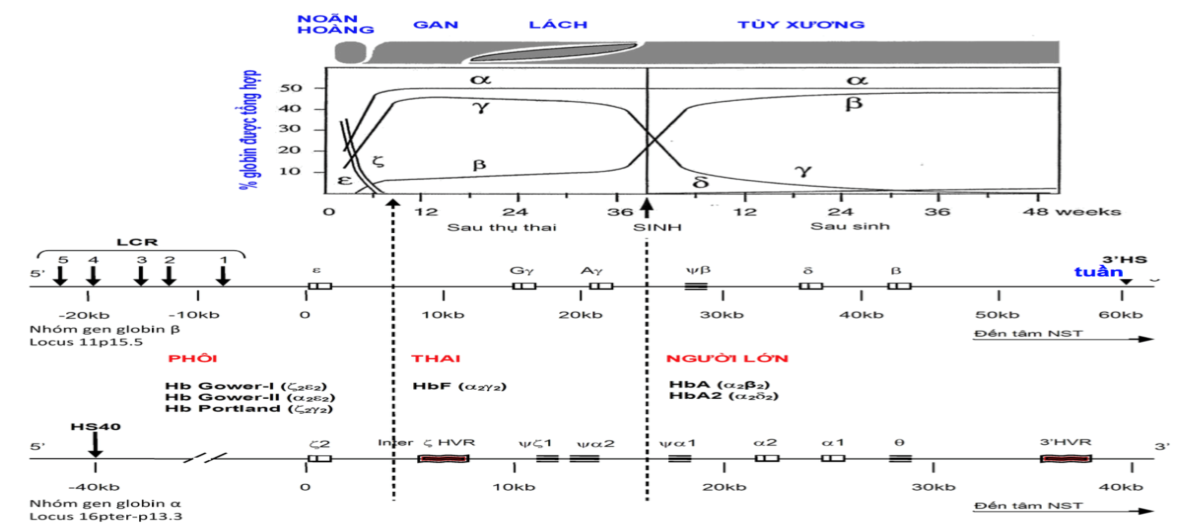 NOÃN HOÀNG GAN LÁCH TỦY XƯƠNG
% globin được tổng hợp
50
40
30
20
10
α α
γ β
ζ
ε β δ γ
0 12 24 36 12 24 36 48 weeks
Sau thụ thai SINH Sau sinh
LCR
5' 5 4 3 2 1 ε Gγ Aγ ψβ δ β 3'HS
tuần
-20kb -10kb 0 10kb 20kb 30kb 40kb 50kb 60kb
Nhóm gen globin β
Locus 11p15.5
Đến tâm NST
PHÔI THAI NGƯỜI LỚN
Hb Gower-I (ζ₂ε₂) HbF (α₂γ₂) HbA (α₂β₂)
Hb Gower-II (α₂ε₂) HbA2 (α₂δ₂)
Hb Portland (ζ₂γ₂)
HS40
5' ζ2 Inter ζ HVR ψζ1 ψα2 ψα1 α2 α1 θ 3'HVR 3'
-40kb 0 10kb 20kb 30kb 40kb
Nhóm gen globin α
Locus 16pter-p13.3
Đến tâm NST